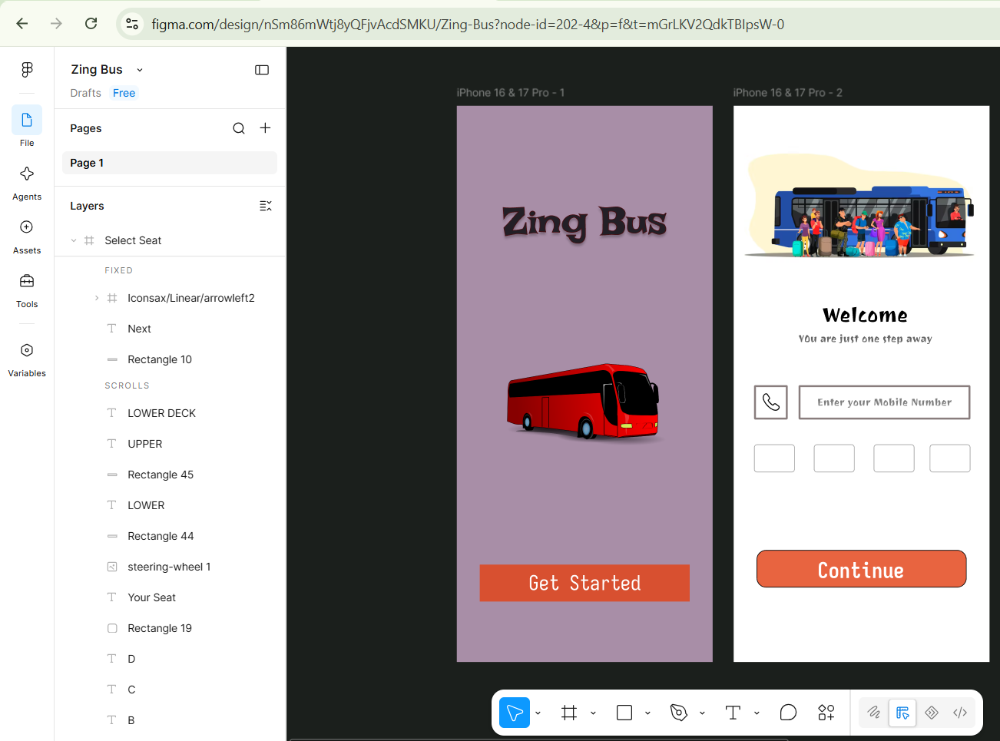 figma.com/design/nSm86mWtj8yQFjvAcdSMKU/Zing-Bus?node-id=202-4&p=f&t=mGrLKV2QdkTBIpsW-0
Zing Bus
Drafts Free
File
Agents
Assets
Tools
Variables
Pages
Page 1
Layers
Select Seat
FIXED
Iconsax/Linear/arrowleft2
Next
Rectangle 10
SCROLLS
LOWER DECK
UPPER
Rectangle 45
LOWER
Rectangle 44
steering-wheel 1
Your Seat
Rectangle 19
D
C
B
iPhone 16 & 17 Pro - 1
Zing Bus
Get Started
iPhone 16 & 17 Pro - 2
Welcome
YOu are just one step away
Enter your Mobile Number
Continue